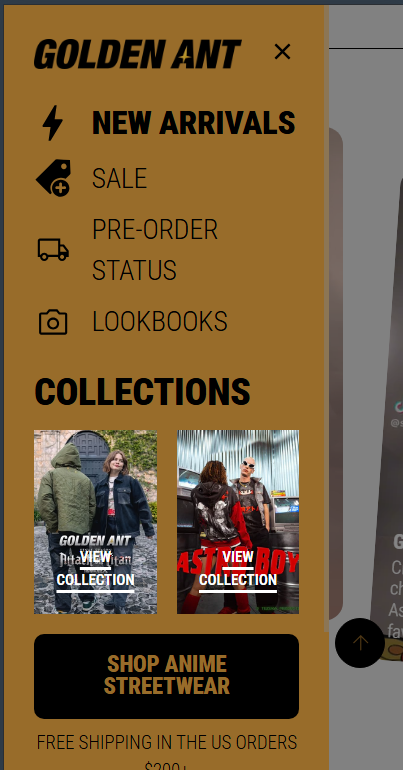 GOLDEN ANT
NEW ARRIVALS
SALE
PRE-ORDER
STATUS
LOOKBOOKS
COLLECTIONS
GOLDEN ANT
Attack Titan
VIEW
COLLECTION
ASTRO BOY
VIEW
COLLECTION
SHOP ANIME
STREETWEAR
FREE SHIPPING IN THE US ORDERS
$200+